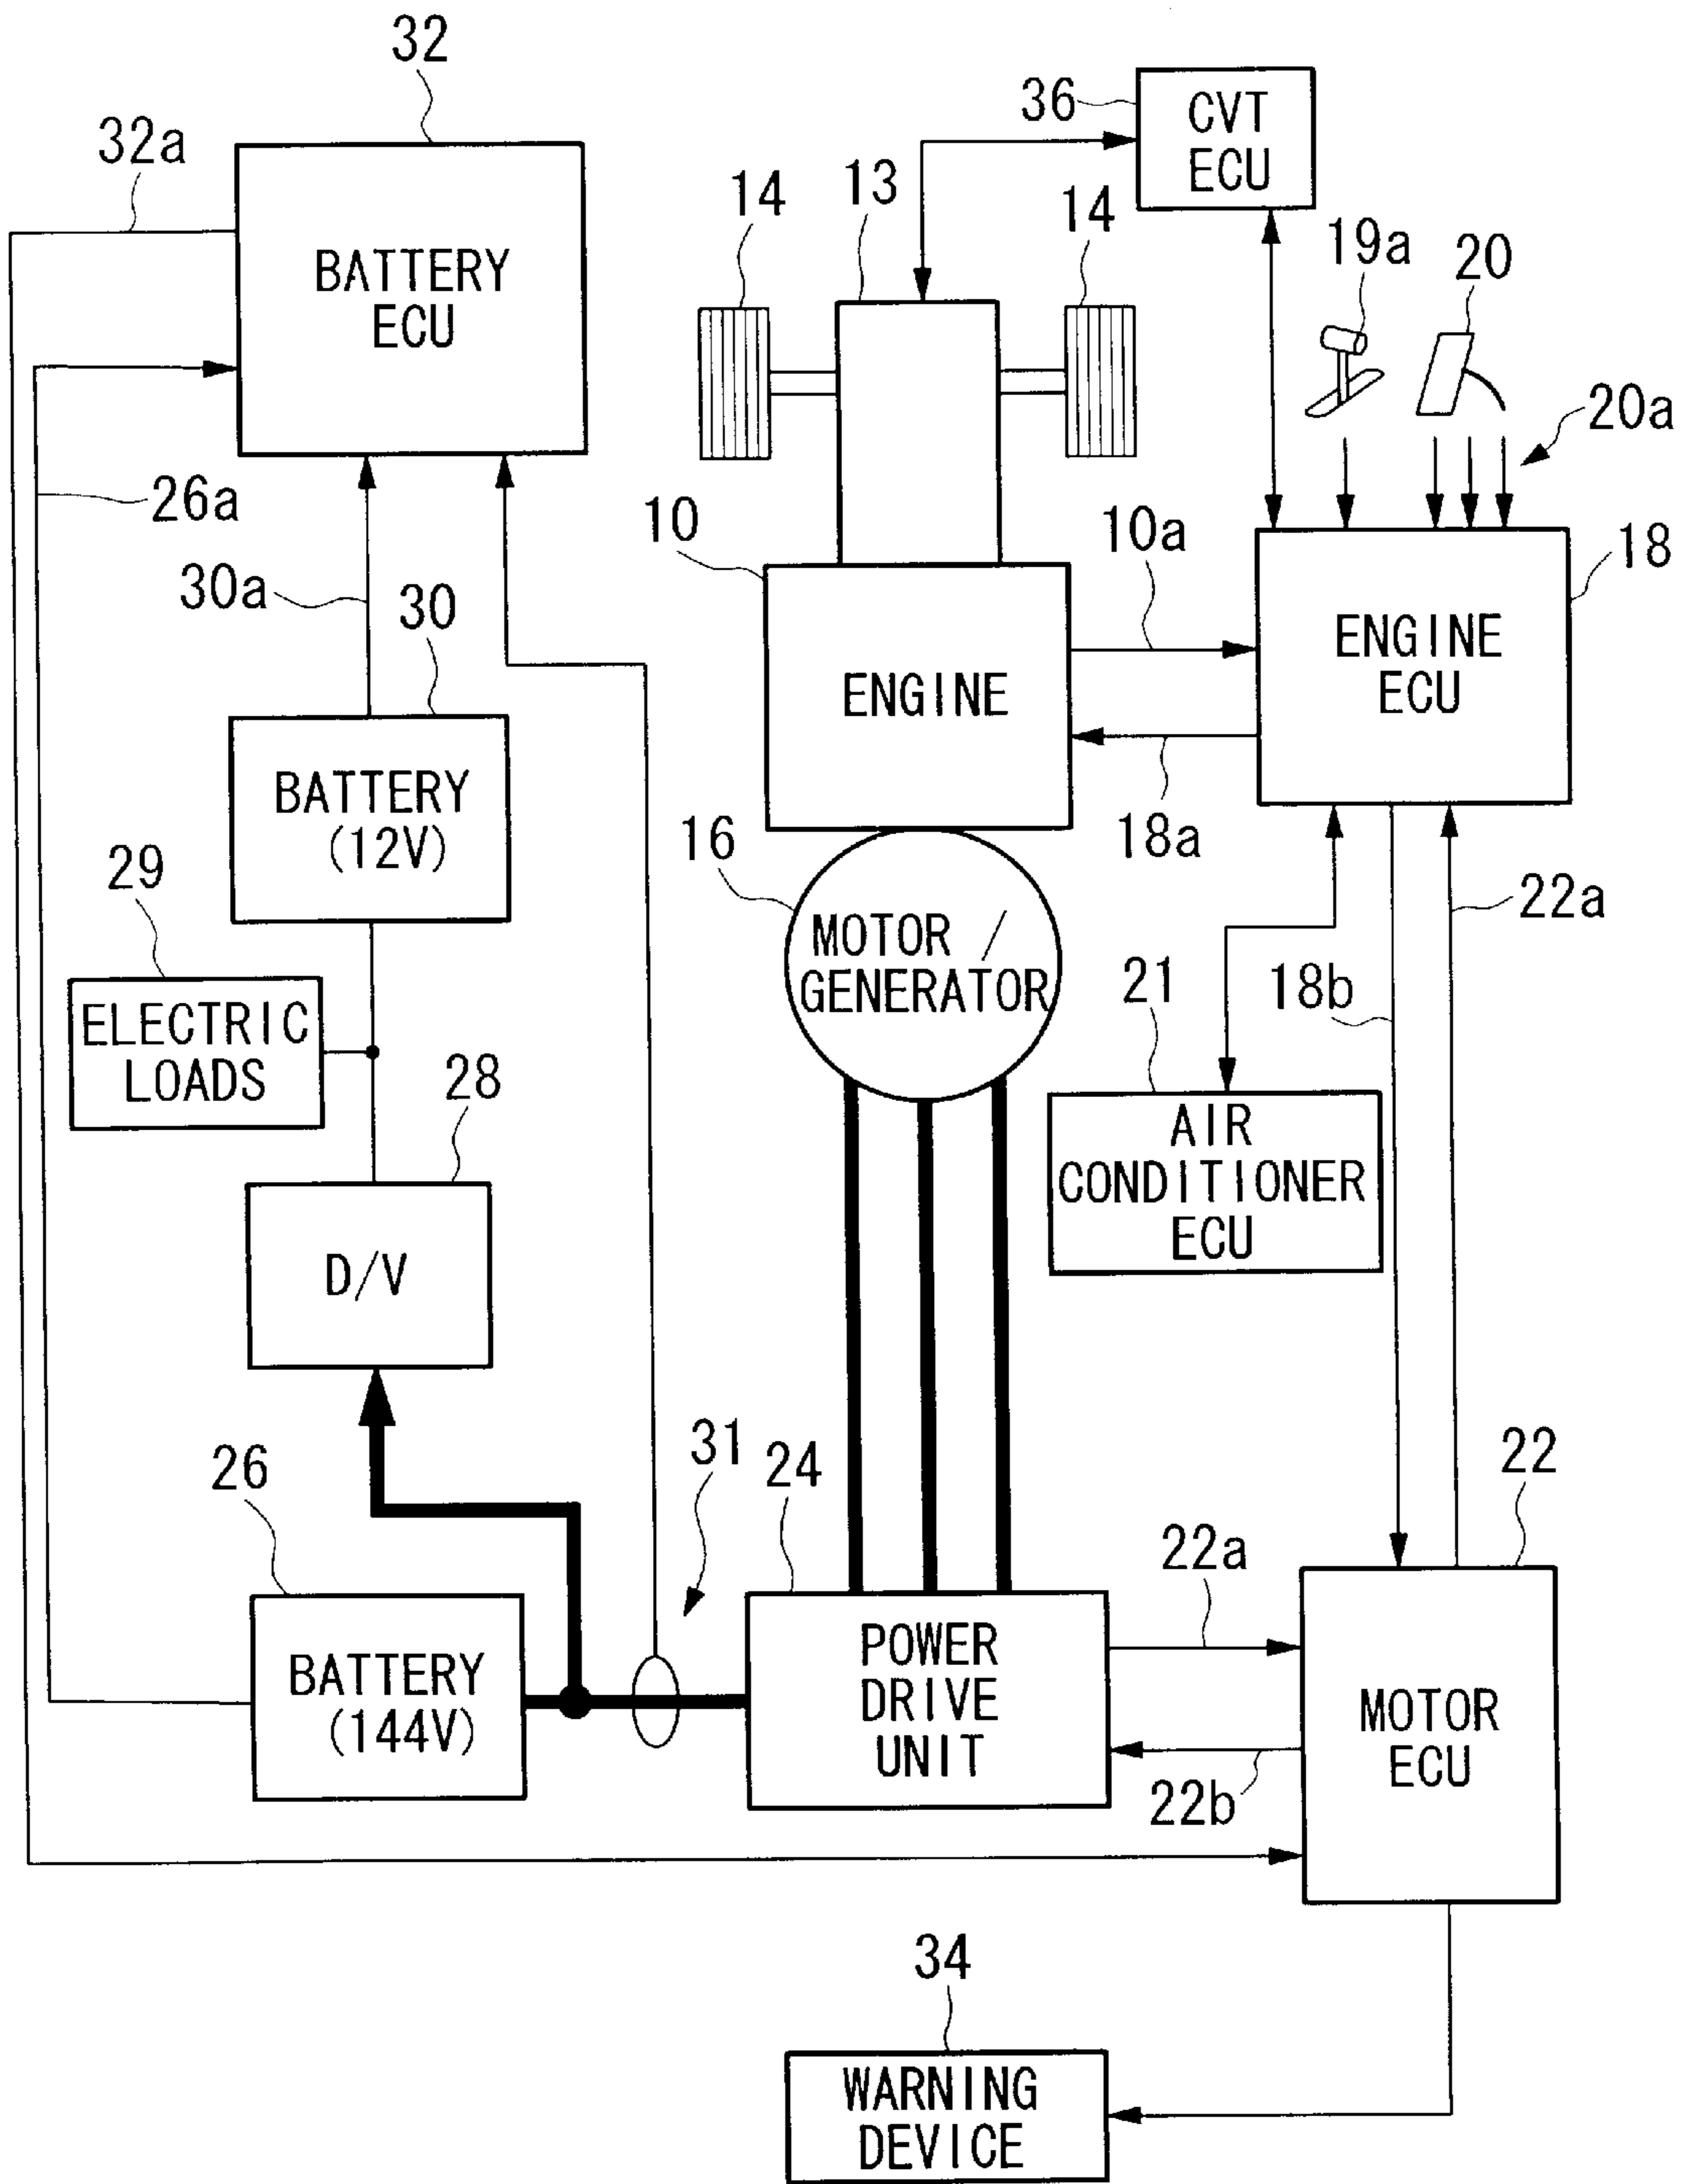 32
36
CVT
ECU
32a
14
13
14
19a
20
BATTERY
ECU
20a
26a
10
10a
18
30a
30
ENGINE
ECU
ENGINE
BATTERY
(12V)
18a
16
29
22a
MOTOR /
GENERATOR
21
18b
ELECTRIC
LOADS
28
AIR
CONDITIONER
ECU
D/V
31
24
22
26
22a
POWER
DRIVE
UNIT
BATTERY
(144V)
MOTOR
ECU
22b
34
WARNING
DEVICE